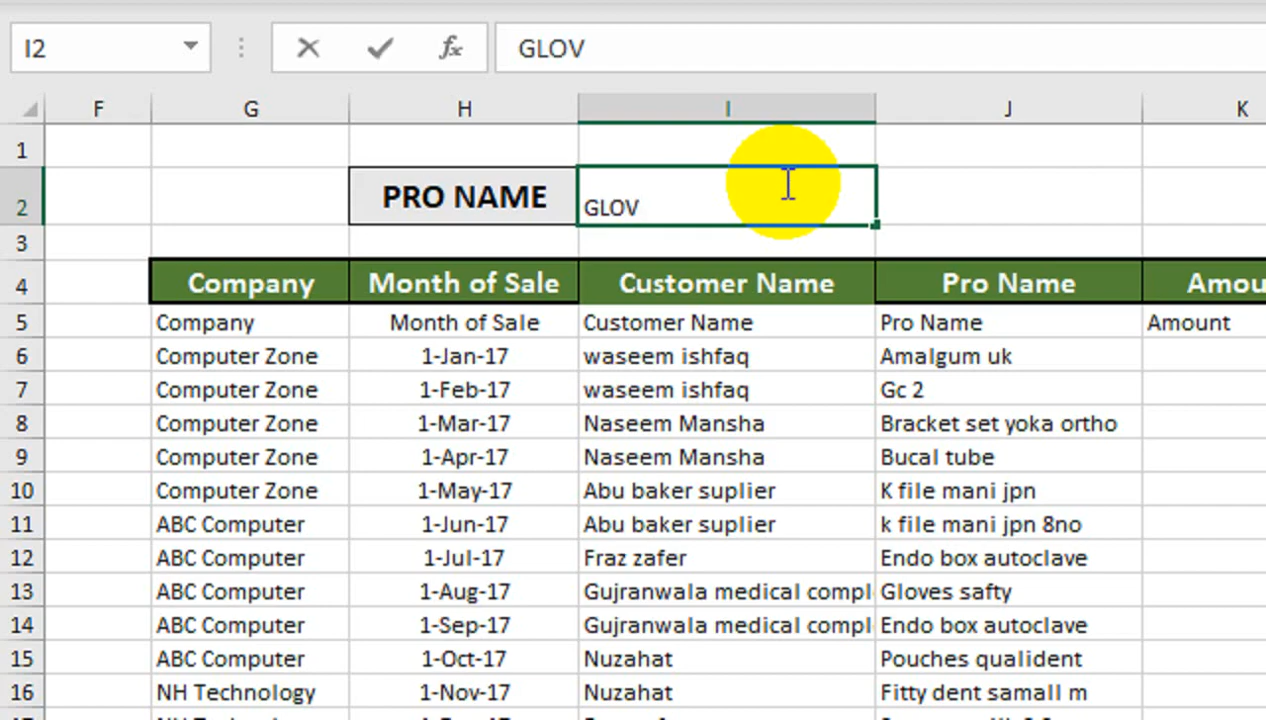 I2 fx GLOV
F G H I J K
1
2 PRO NAME GLOV
3
4 Company Month of Sale Customer Name Pro Name Amou
5 Company Month of Sale Customer Name Pro Name Amount
6 Computer Zone 1-Jan-17 waseem ishfaq Amalgum uk
7 Computer Zone 1-Feb-17 waseem ishfaq Gc 2
8 Computer Zone 1-Mar-17 Naseem Mansha Bracket set yoka ortho
9 Computer Zone 1-Apr-17 Naseem Mansha Bucal tube
10 Computer Zone 1-May-17 Abu baker suplier K file mani jpn
11 ABC Computer 1-Jun-17 Abu baker suplier k file mani jpn 8no
12 ABC Computer 1-Jul-17 Fraz zafer Endo box autoclave
13 ABC Computer 1-Aug-17 Gujranwala medical compl Gloves safty
14 ABC Computer 1-Sep-17 Gujranwala medical compl Endo box autoclave
15 ABC Computer 1-Oct-17 Nuzahat Pouches qualident
16 NH Technology 1-Nov-17 Nuzahat Fitty dent samall m